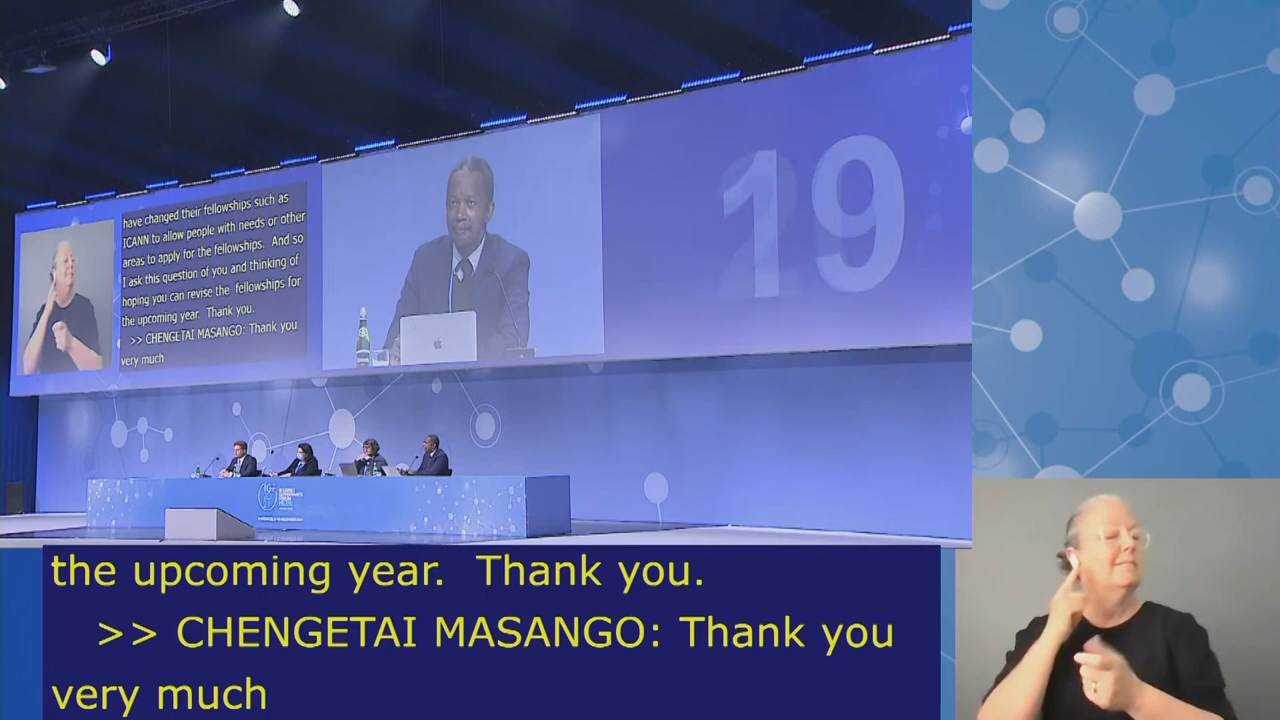 have changed their fellowships such as
ICANN to allow people with needs or other
areas to apply for the fellowships.  And so
I ask this question of you and thinking of
hoping you can revise the  fellowships for
the upcoming year.  Thank you.
>> CHENGETAI MASANGO: Thank you
very much
19
INTERNET
GOVERNANCE
FORUM
the upcoming year.  Thank you.
>> CHENGETAI MASANGO: Thank you
very much